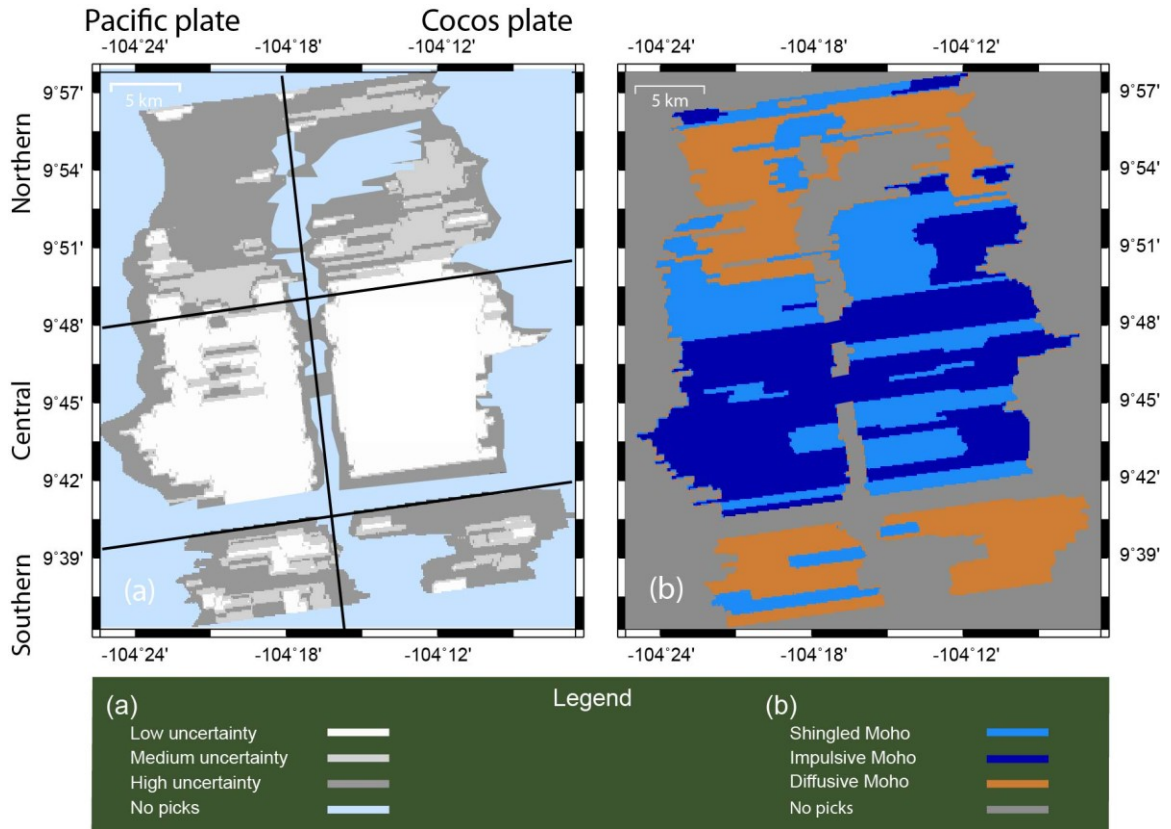 Pacific plate Cocos plate
-104˚24' -104˚18' -104˚12' -104˚24' -104˚18' -104˚12'
5 km 5 km
9˚57' 9˚57'
9˚54' 9˚54'
9˚51' 9˚51'
9˚48' 9˚48'
9˚45' 9˚45'
9˚42' 9˚42'
9˚39' 9˚39'
Northern
Central
Southern
(a) (b)
-104˚24' -104˚18' -104˚12' -104˚24' -104˚18' -104˚12'
Legend
(a)
Low uncertainty
Medium uncertainty
High uncertainty
No picks
(b)
Shingled Moho
Impulsive Moho
Diffusive Moho
No picks